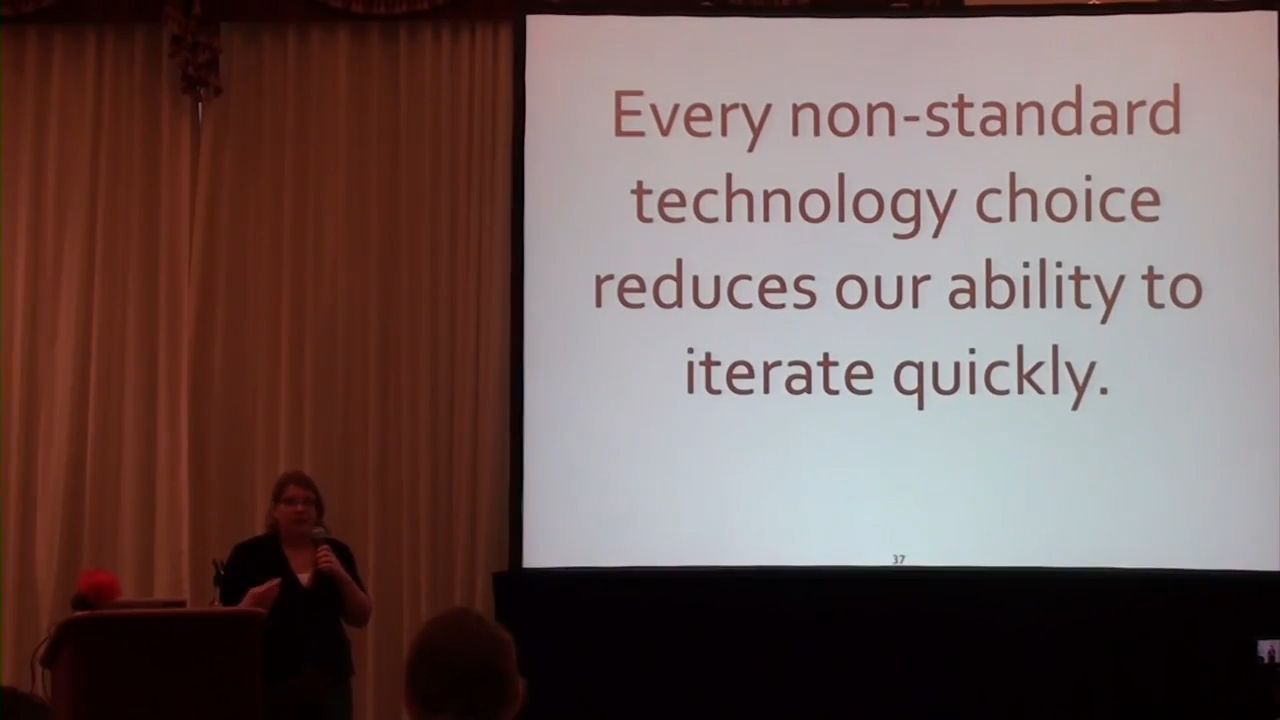 Every non-standard
technology choice
reduces our ability to
iterate quickly.
37